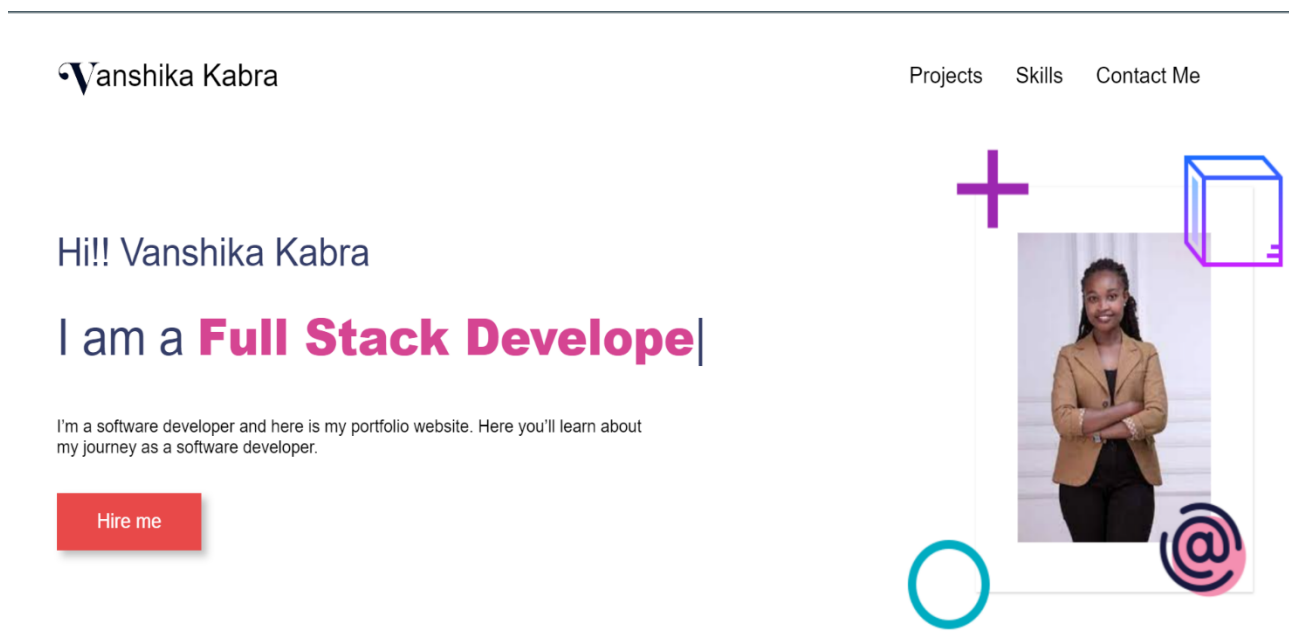 Vanshika Kabra
Projects Skills Contact Me
Hi!! Vanshika Kabra
I am a Full Stack Develope|
I'm a software developer and here is my portfolio website. Here you'll learn about
my journey as a software developer.
Hire me
@